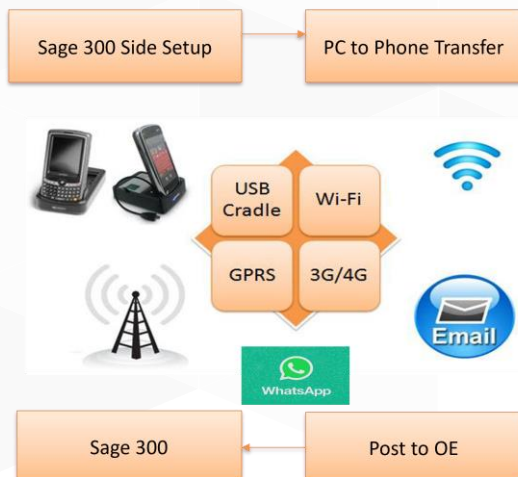 Sage 300 Side Setup
PC to Phone Transfer
USB
Cradle
Wi-Fi
GPRS
3G/4G
Email
WhatsApp
Sage 300
Post to OE